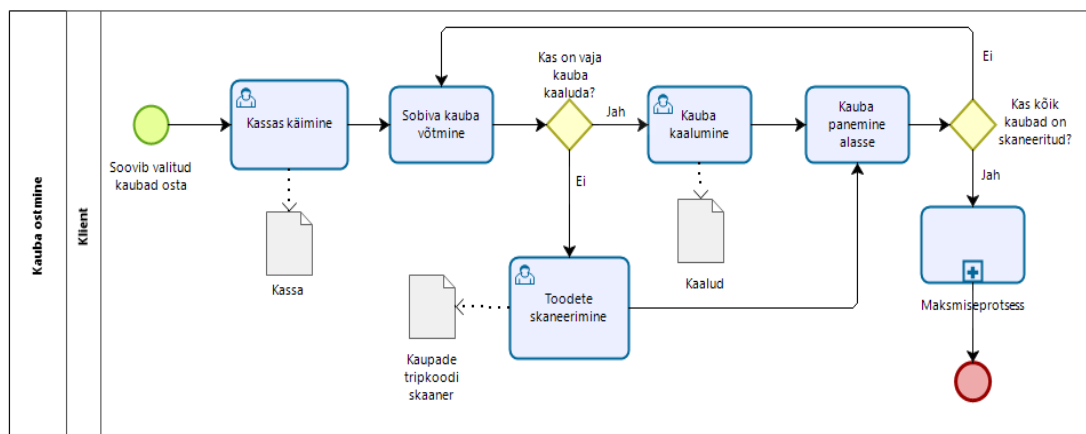 Kauba ostmine
Klient
Soovib valitud
kaubad osta
Kassas käimine
Kassa
Sobiva kauba
võtmine
Kas on vaja
kauba
kaaluda?
Jah
Ei
Kauba
kaalumine
Kaalud
Toodete
skaneerimine
Kaupade
tripkoodi
skaaner
Kauba
panemine
alasse
Ei
Kas kõik
kaubad on
skaneeritud?
Jah
Maksmiseprotsess